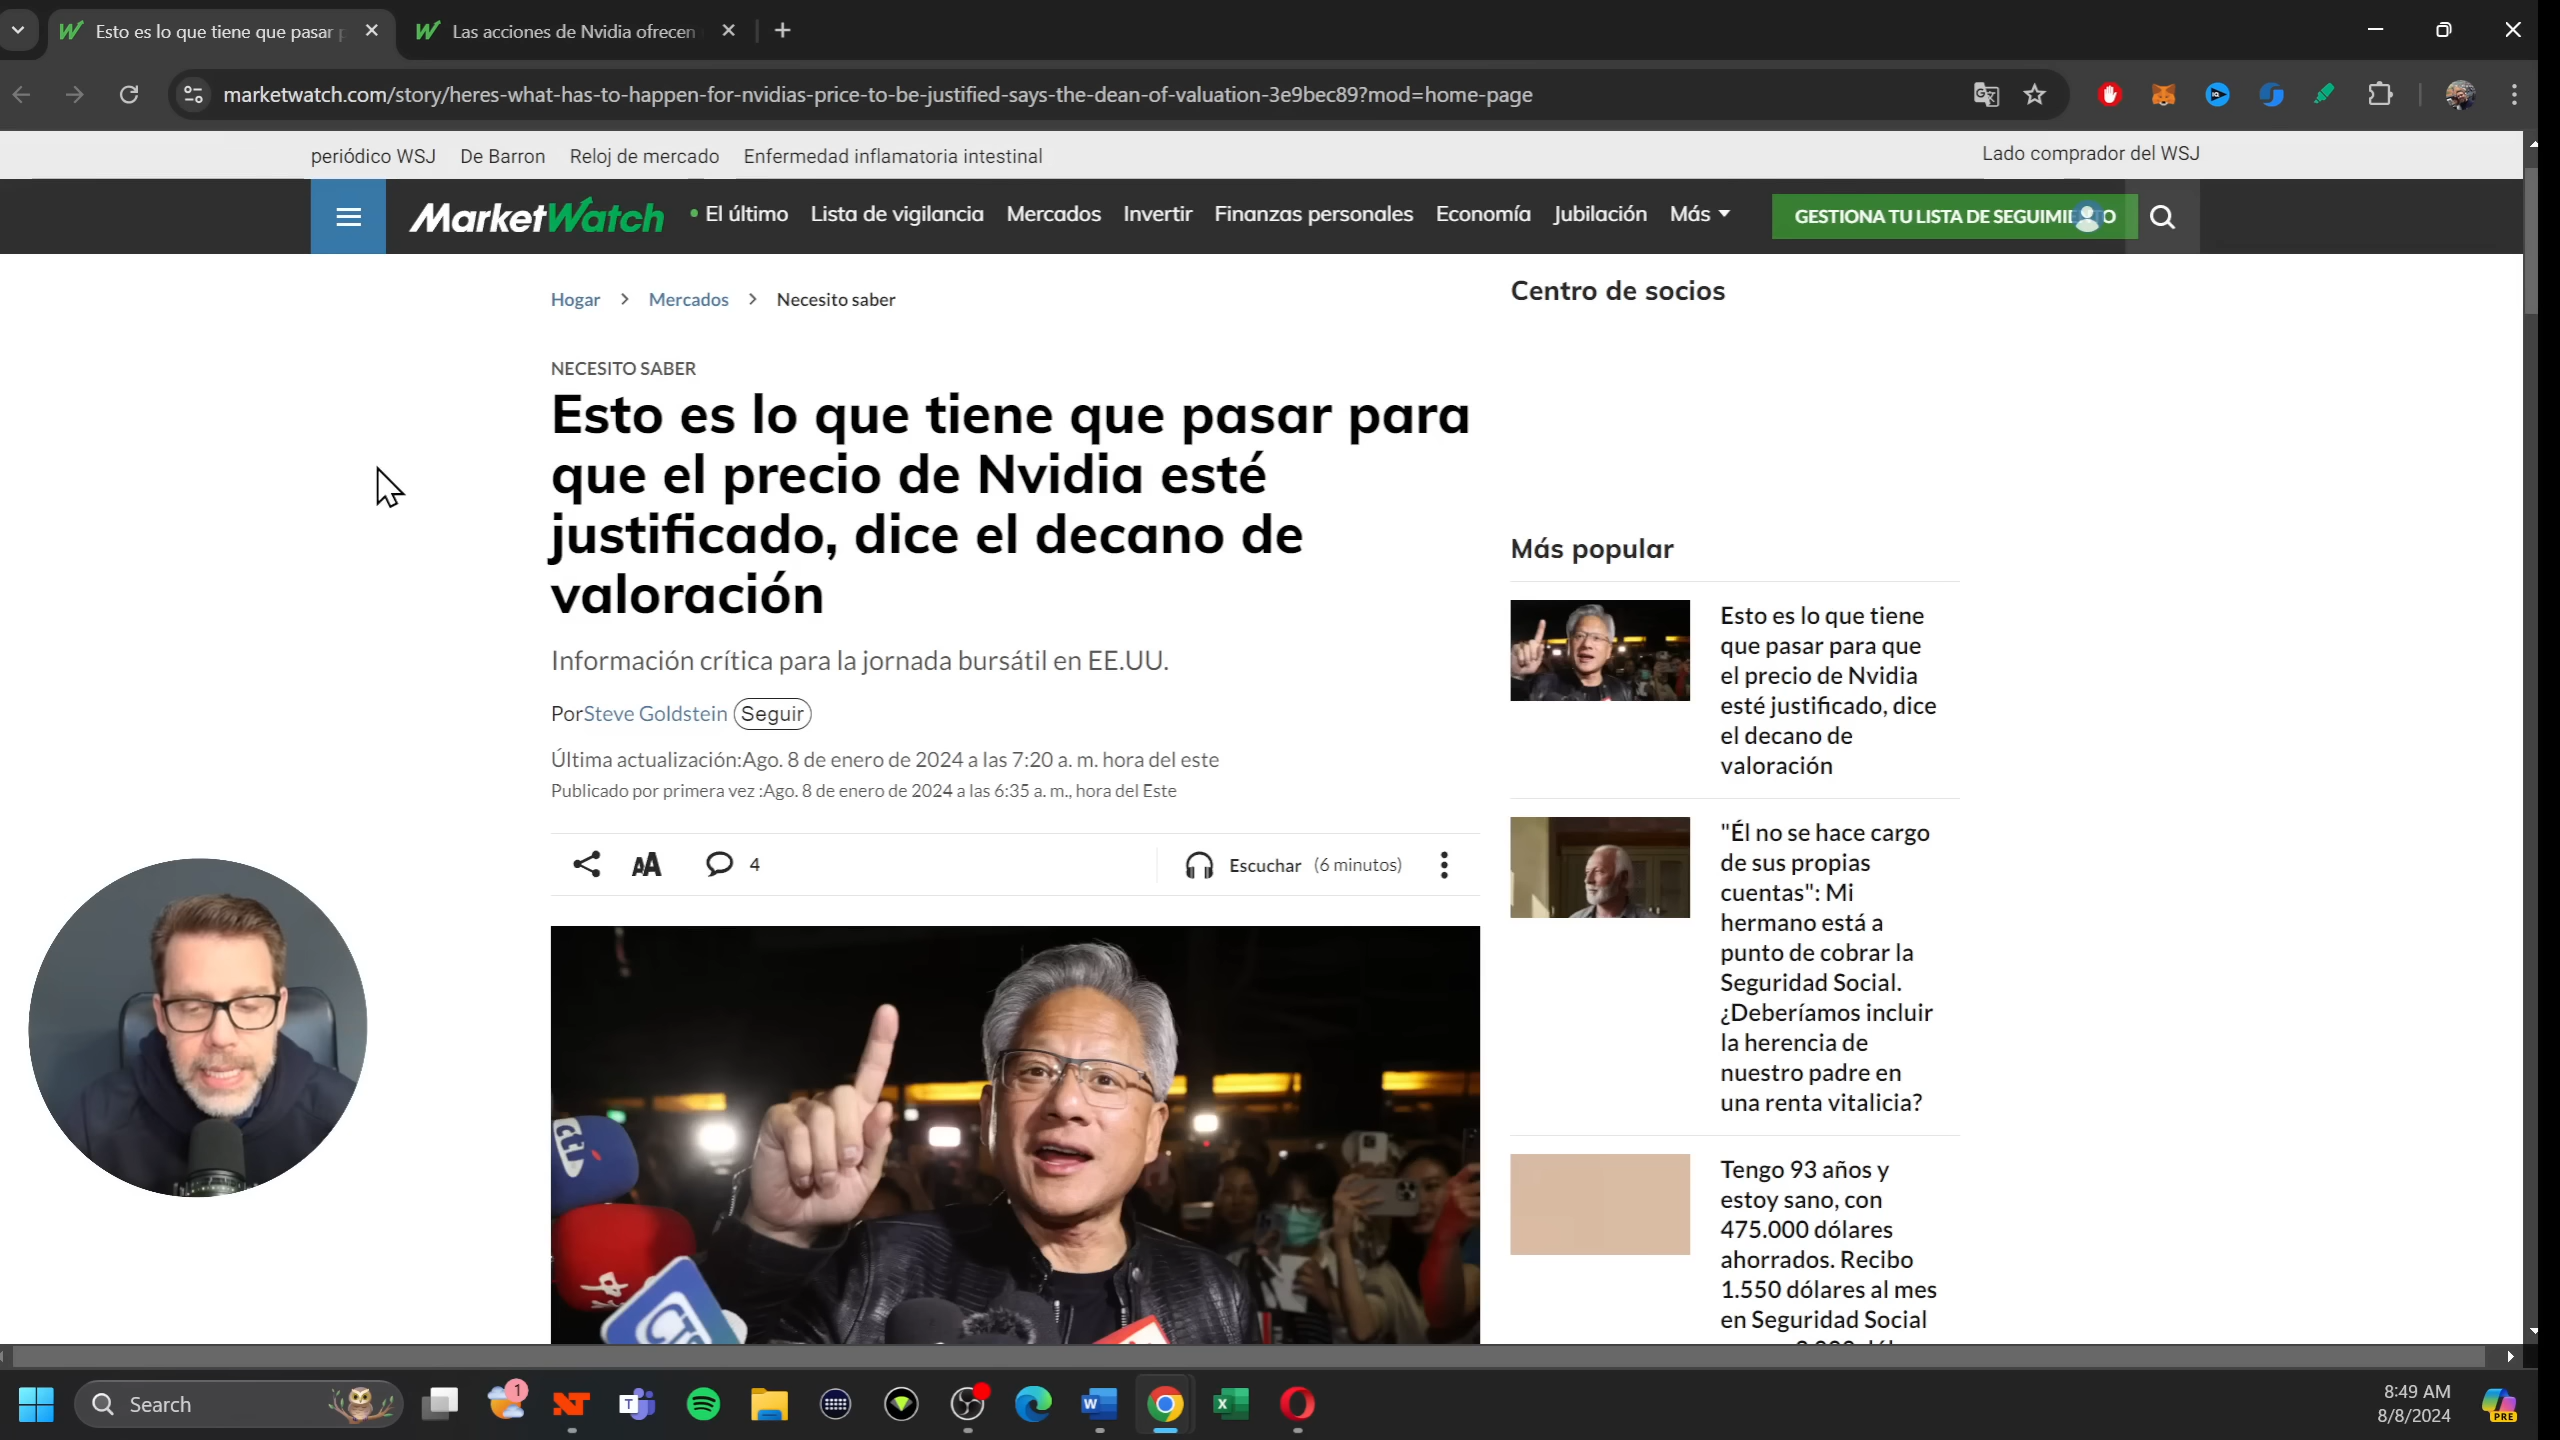 Esto es lo que tiene que pasar
Las acciones de Nvidia ofrecen
marketwatch.com/story/heres-what-has-to-happen-for-nvidias-price-to-be-justified-says-the-dean-of-valuation-3e9bec89?mod=home-page
periódico WSJ De Barron Reloj de mercado Enfermedad inflamatoria intestinal
Lado comprador del WSJ
MarketWatch
El último Lista de vigilancia Mercados Invertir Finanzas personales Economía Jubilación Más
GESTIONA TU LISTA DE
Hogar > Mercados > Necesito saber
NECESITO SABER
Esto es lo que tiene que pasar para
que el precio de Nvidia esté
justificado, dice el decano de
valoración
Información crítica para la jornada bursátil en EE.UU.
PorSteve Goldstein Seguir
Última actualización:Ago. 8 de enero de 2024 a las 7:20 a. m. hora del este
Publicado por primera vez :Ago. 8 de enero de 2024 a las 6:35 a. m., hora del Este
AA 4
Escuchar (6 minutos)
Centro de socios
Más popular
Esto es lo que tiene
que pasar para que
el precio de Nvidia
esté justificado, dice
el decano de
valoración
"Él no se hace cargo
de sus propias
cuentas": Mi
hermano está a
punto de cobrar la
Seguridad Social.
¿Deberíamos incluir
la herencia de
nuestro padre en
una renta vitalicia?
Tengo 93 años y
estoy sano, con
475.000 dólares
ahorrados. Recibo
1.550 dólares al mes
en Seguridad Social
Search
1
8:49 AM
8/8/2024
PRE